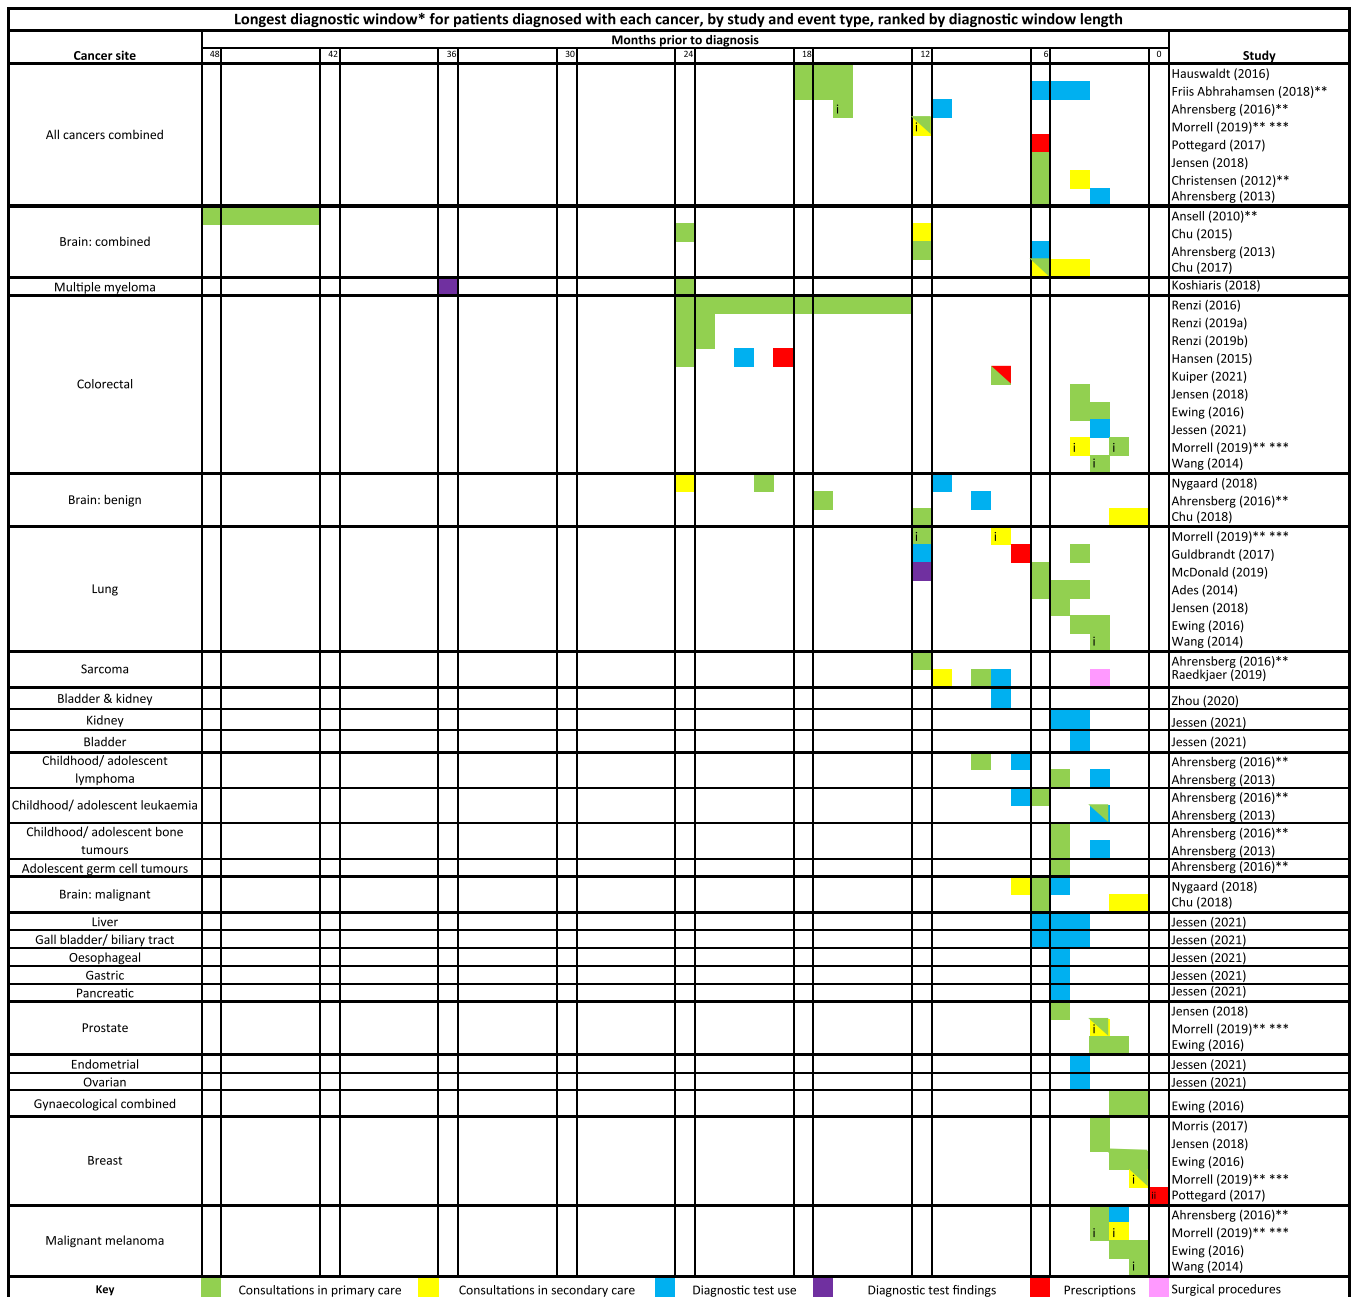 Longest diagnostic window* for patients diagnosed with each cancer, by study and event type, ranked by diagnostic window length
Months prior to diagnosis
Cancer site 48 42 36 30 24 18 12 6 0 Study
Hauswaldt (2016)
Friis Abhrahamsen (2018)**
i Ahrensberg (2016)**
i Morrell (2019)** ***
All cancers combined
Pottegard (2017)
Jensen (2018)
Christensen (2012)**
Ahrensberg (2013)
Ansell (2010)**
Chu (2015)
Brain: combined
Ahrensberg (2013)
Chu (2017)
Multiple myeloma Koshiaris (2018)
Renzi (2016)
Renzi (2019a)
Renzi (2019b)
Hansen (2015)
Kuiper (2021)
Colorectal
Jensen (2018)
Ewing (2016)
Jessen (2021)
i i Morrell (2019)** ***
i Wang (2014)
Nygaard (2018)
Brain: benign Ahrensberg (2016)**
Chu (2018)
i i Morrell (2019)** ***
Guldbrandt (2017)
McDonald (2019)
Lung Ades (2014)
Jensen (2018)
Ewing (2016)
i Wang (2014)
Ahrensberg (2016)**
Sarcoma
Raedkjaer (2019)
Bladder & kidney Zhou (2020)
Kidney Jessen (2021)
Bladder Jessen (2021)
Childhood/ adolescent Ahrensberg (2016)**
lymphoma Ahrensberg (2013)
Childhood/ adolescent leukaemia Ahrensberg (2016)**
Ahrensberg (2013)
Childhood/ adolescent bone Ahrensberg (2016)**
tumours Ahrensberg (2013)
Adolescent germ cell tumours Ahrensberg (2016)**
Brain: malignant Nygaard (2018)
Chu (2018)
Liver Jessen (2021)
Gall bladder/ biliary tract Jessen (2021)
Oesophageal Jessen (2021)
Gastric Jessen (2021)
Pancreatic Jessen (2021)
Jensen (2018)
Prostate i Morrell (2019)** ***
Ewing (2016)
Endometrial Jessen (2021)
Ovarian Jessen (2021)
Gynaecological combined Ewing (2016)
Morris (2017)
Jensen (2018)
Breast Ewing (2016)
i Morrell (2019)** ***
ii Pottegard (2017)
Ahrensberg (2016)**
i i Morrell (2019)** ***
Malignant melanoma
Ewing (2016)
i Wang (2014)
Key Consultations in primary care Consultations in secondary care Diagnostic test use Diagnostic test findings Prescriptions Surgical procedures